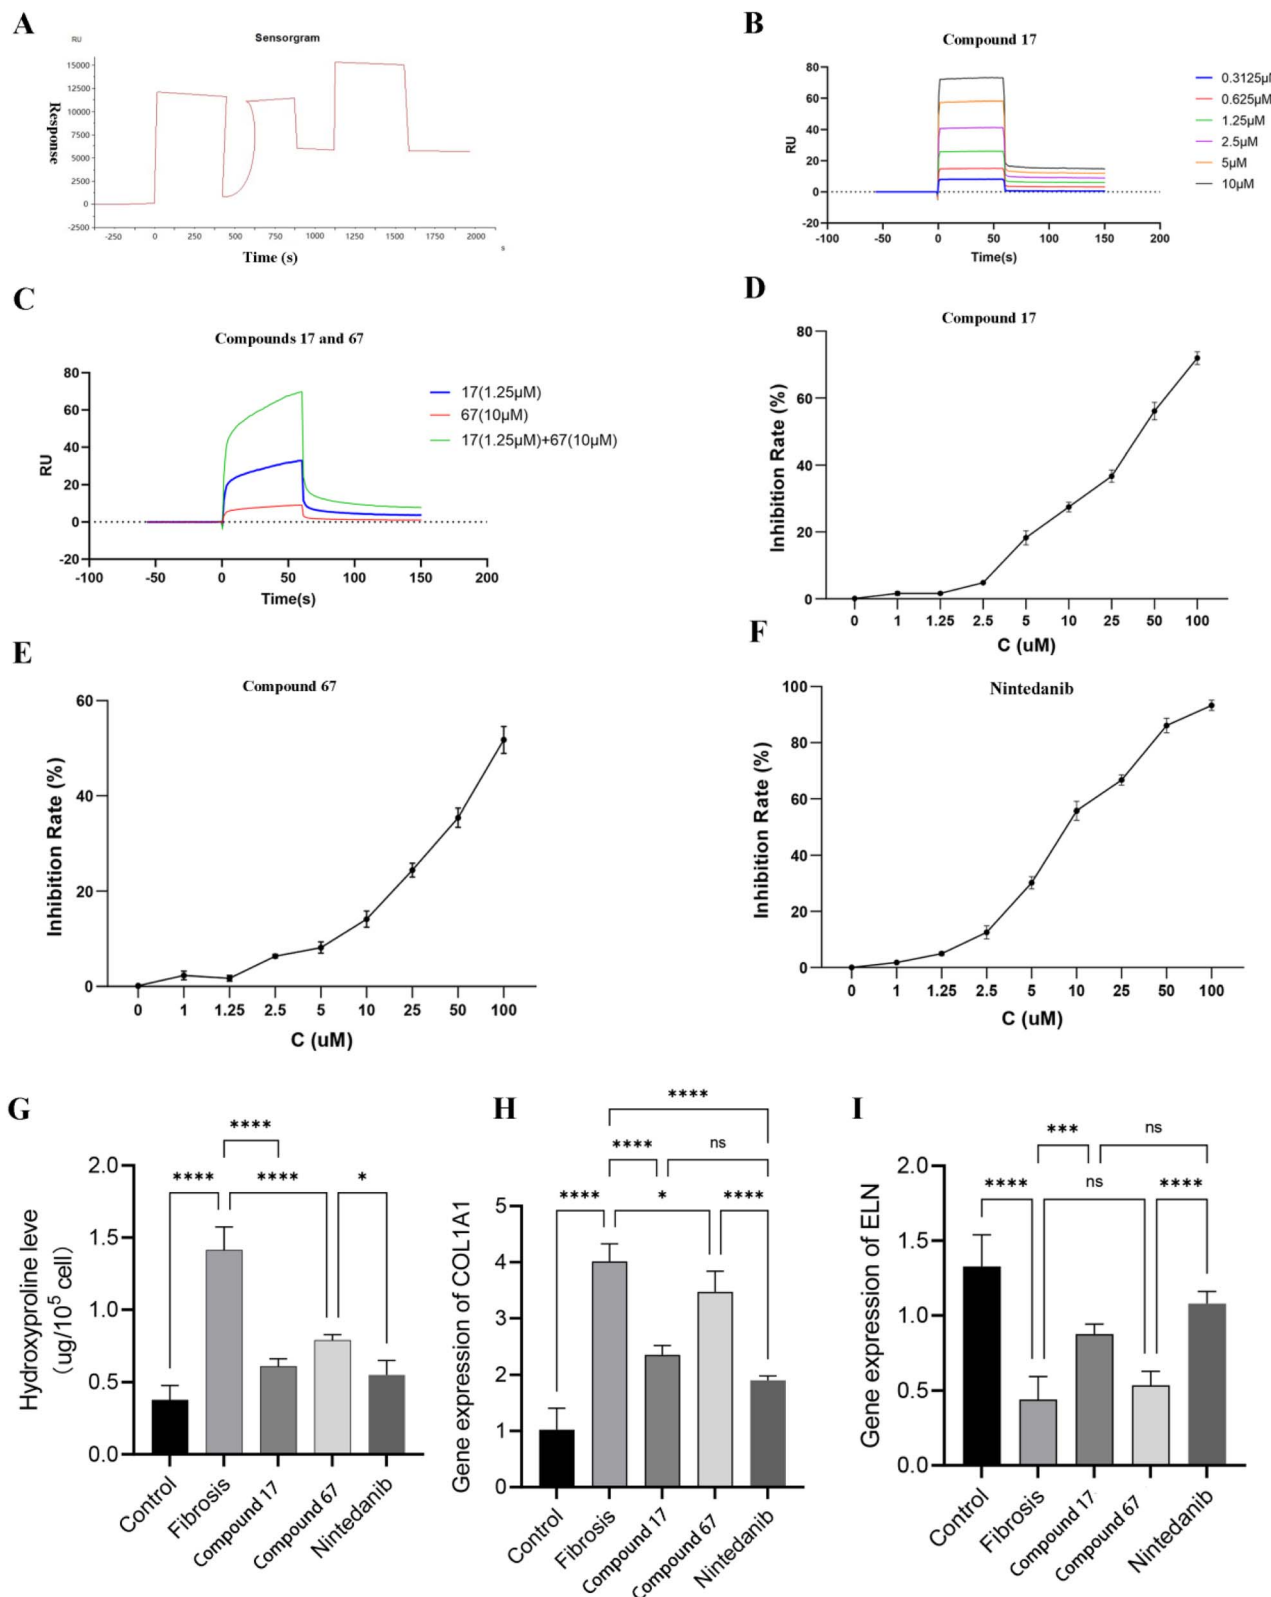 A
RU
Sensorgram
15000
12500
10000
7500
5000
2500
0
-2500
Response
-250 0 250 500 750 1000 1250 1500 1750 2000
s
Time (s)
B
Compound 17
80
60
40
20
0
-20
RU
-100 -50 0 50 100 150 200
Time(s)
0.3125μM
0.625μM
1.25μM
2.5μM
5μM
10μM
C
Compounds 17 and 67
80
60
40
20
0
-20
RU
-100 -50 0 50 100 150 200
Time(s)
17(1.25μM)
67(10μM)
17(1.25μM)+67(10μM)
D
Compound 17
80
60
40
20
0
Inhibition Rate (%)
0 1 1.25 2.5 5 10 25 50 100
C (uM)
E
Compound 67
60
40
20
0
Inhibition Rate (%)
0 1 1.25 2.5 5 10 25 50 100
C (uM)
F
Nintedanib
100
80
60
40
20
0
Inhibition Rate (%)
0 1 1.25 2.5 5 10 25 50 100
C (uM)
G
****
**** **** *
2.0
1.5
1.0
0.5
0.0
Hydroxyproline leve
(ug/10⁵ cell)
Control Fibrosis Compound 17 Compound 67 Nintedanib
H
****
**** ns
**** * ****
5
4
3
2
1
0
Gene expression of COL1A1
Control Fibrosis Compound 17 Compound 67 Nintedanib
I
*** ns
**** ns ****
2.0
1.5
1.0
0.5
0.0
Gene expression of ELN
Control Fibrosis Compound 17 Compound 67 Nintedanib